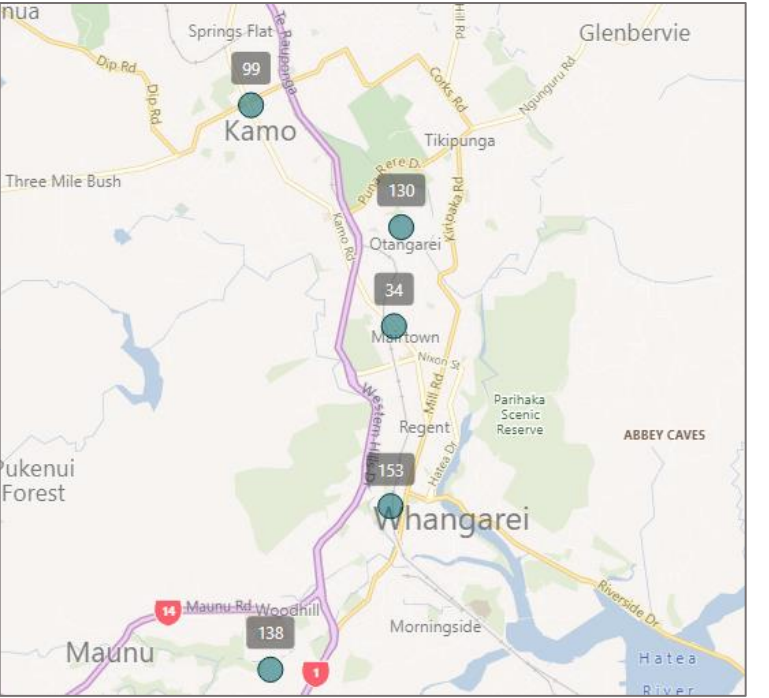 nua
Springs Flat
Te Rauponga
Hill Rd
Glenbervie
99
Dip Rd
Dip Rd
Corks Rd
Ngunguru Rd
Kamo
Tikipunga
Three Mile Bush
Rere D
130
Kiripaka Rd
Kamo Rd
Otangarei
34
Mairtown
Nixon St
Western Hills D
Mill Rd
Parihaka
Scenic
Reserve
Regent
ABBEY CAVES
Hatea Dr
Pukenui
Forest
153
Whangarei
Riverside Dr
14
Maunu Rd
Woodhill
138
Morningside
Maunu
1
Hatea
River